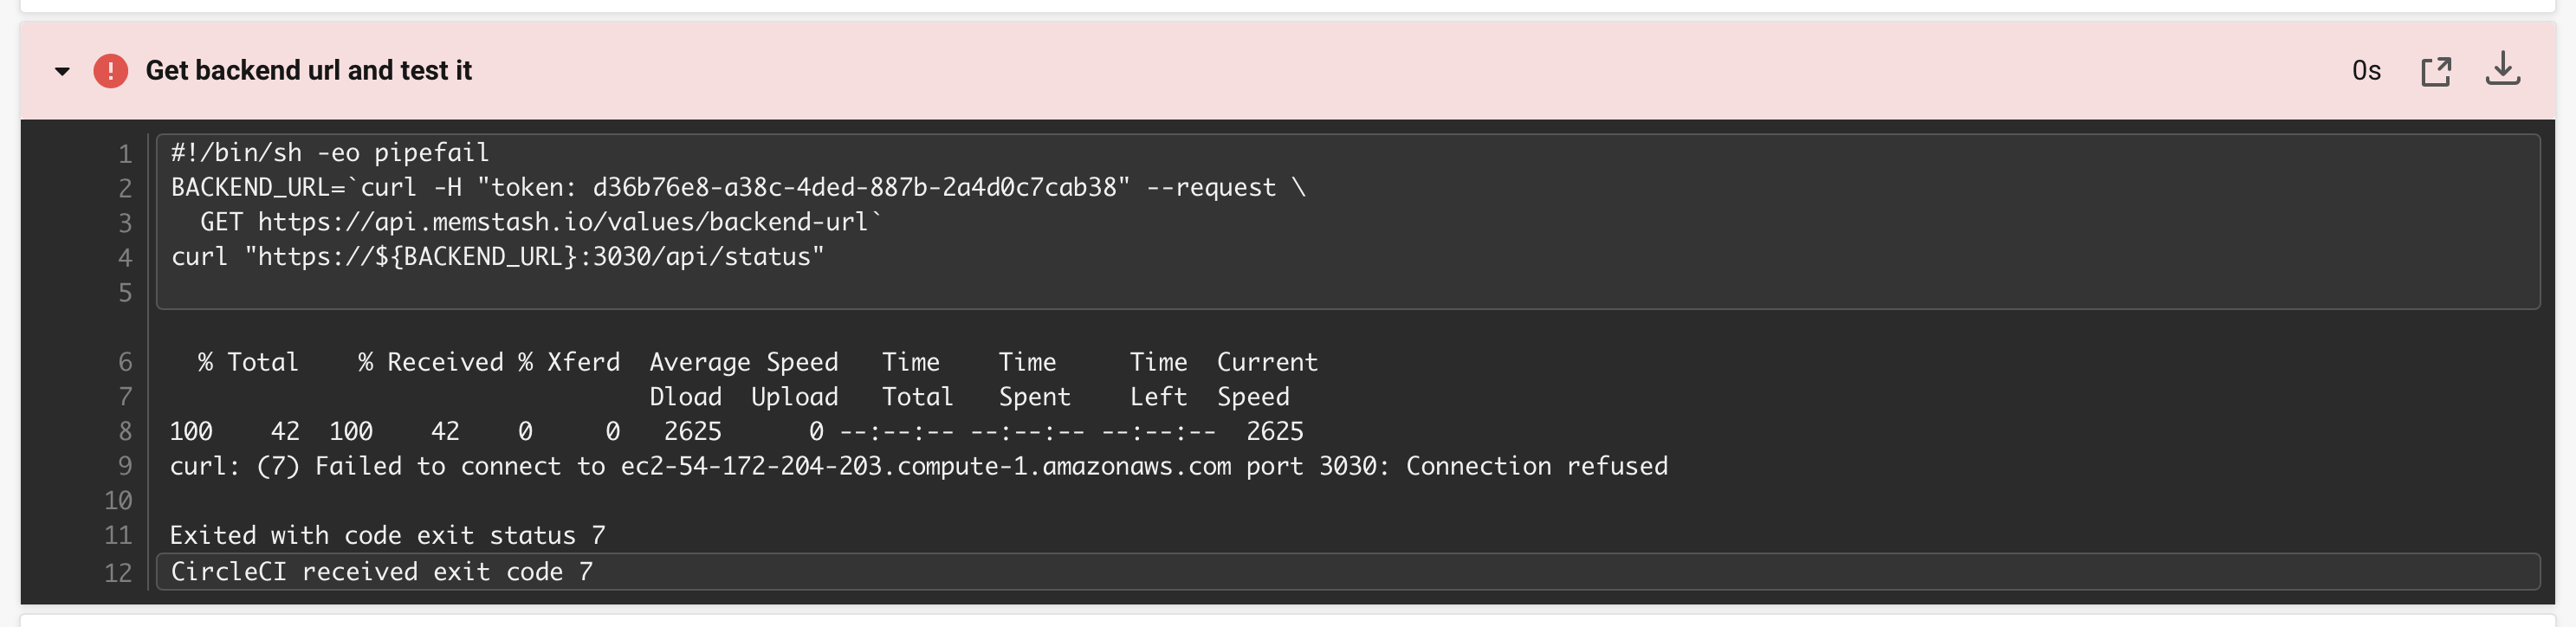 Get backend url and test it 0s
1 #!/bin/sh -eo pipefail
2 BACKEND_URL=`curl -H "token: d36b76e8-a38c-4ded-887b-2a4d0c7cab38" --request \
3   GET https://api.memstash.io/values/backend-url`
4 curl "https://${BACKEND_URL}:3030/api/status"
5
6 % Total    % Received % Xferd  Average Speed   Time    Time     Time  Current
7 Dload  Upload   Total   Spent    Left  Speed
8 100    42  100    42    0     0   2625      0 --:--:-- --:--:-- --:--:--  2625
9 curl: (7) Failed to connect to ec2-54-172-204-203.compute-1.amazonaws.com port 3030: Connection refused
10
11 Exited with code exit status 7
12 CircleCI received exit code 7